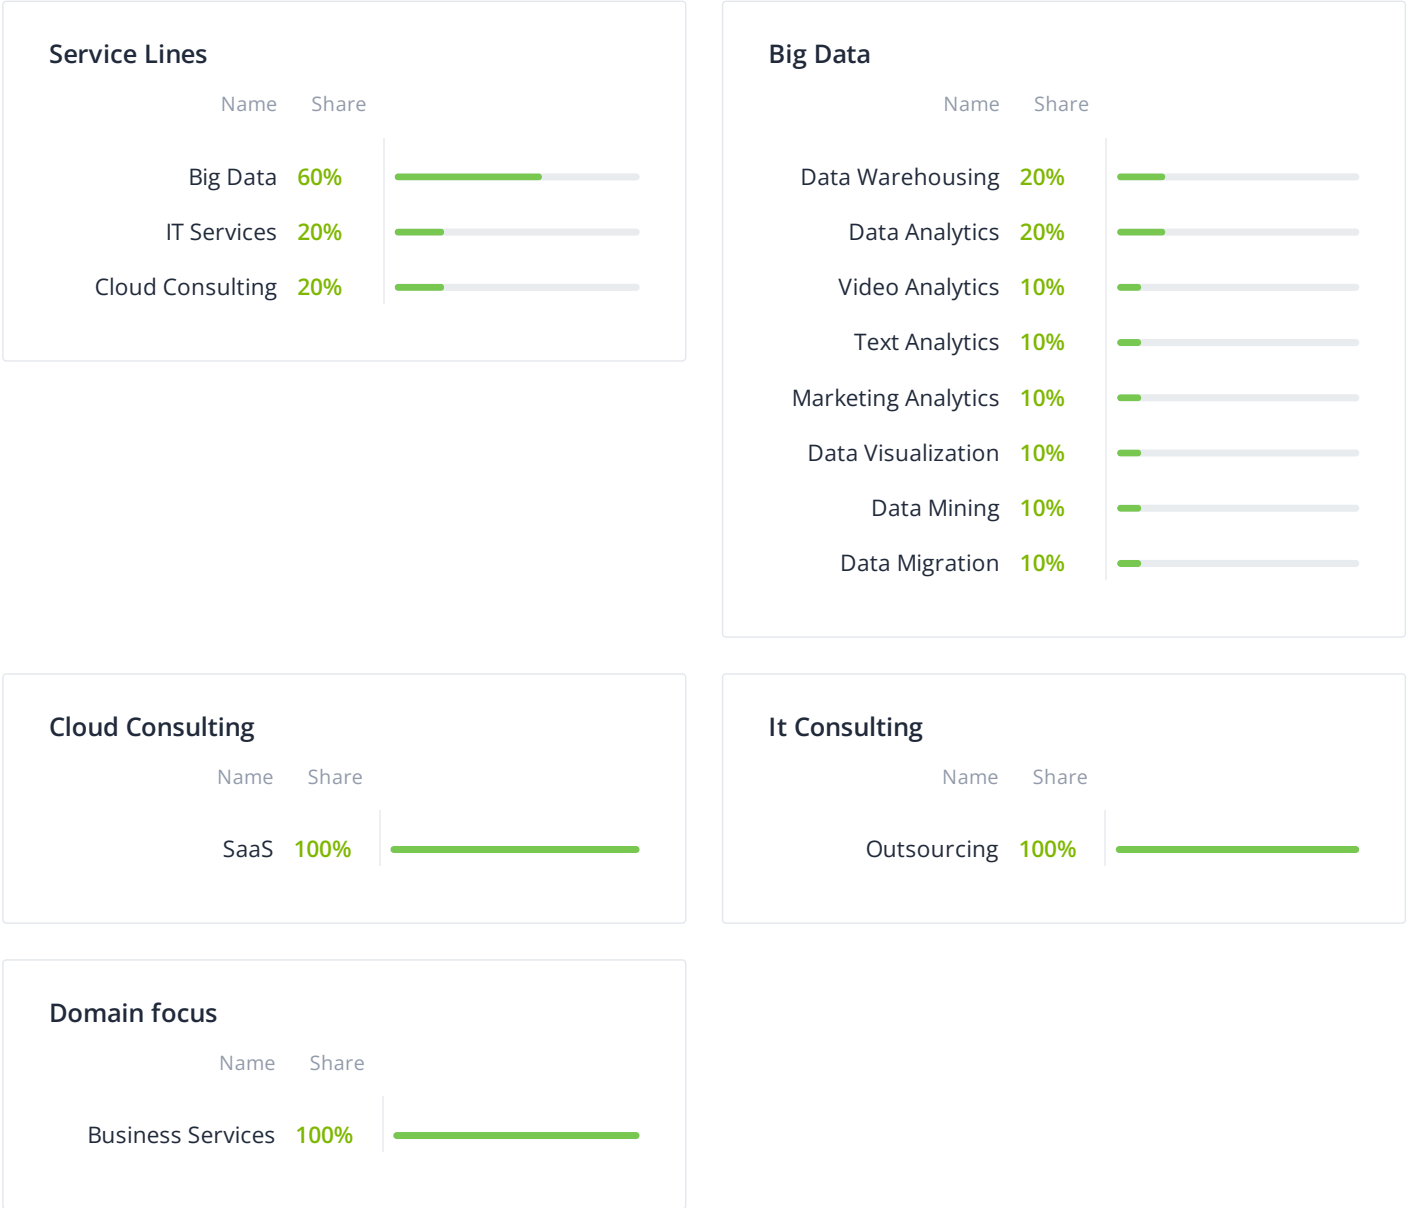 Service Lines
Name Share
Big Data 60%
IT Services 20%
Cloud Consulting 20%
Big Data
Name Share
Data Warehousing 20%
Data Analytics 20%
Video Analytics 10%
Text Analytics 10%
Marketing Analytics 10%
Data Visualization 10%
Data Mining 10%
Data Migration 10%
Cloud Consulting
Name Share
SaaS 100%
It Consulting
Name Share
Outsourcing 100%
Domain focus
Name Share
Business Services 100%